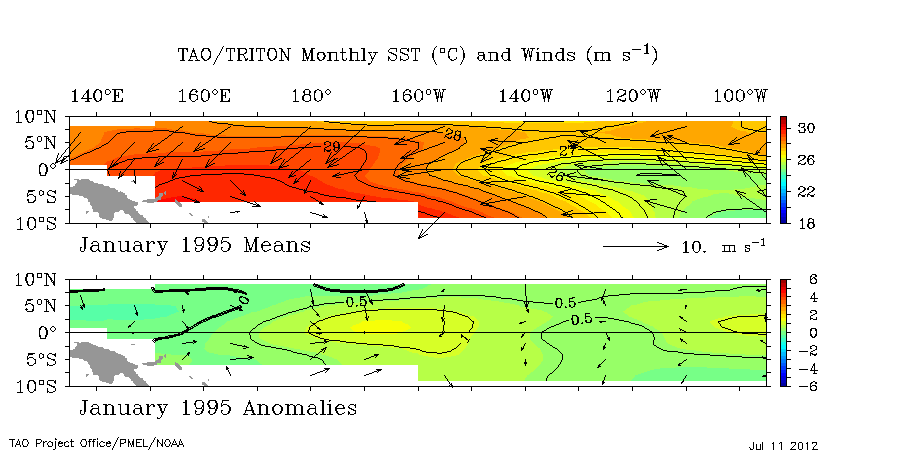 TAO/TRITON Monthly SST (°C) and Winds (m s⁻¹)
140°E 160°E 180° 160°W 140°W 120°W 100°W
10°N
5°N
0°
5°S
10°S
29
28
27
26
30
26
22
18
January 1995 Means
10. m s⁻¹
10°N
5°N
0°
5°S
10°S
0
0.5
0.5
0.5
6
4
2
0
−2
−4
−6
January 1995 Anomalies
TAO Project Office/PMEL/NOAA
Jul 11 2012